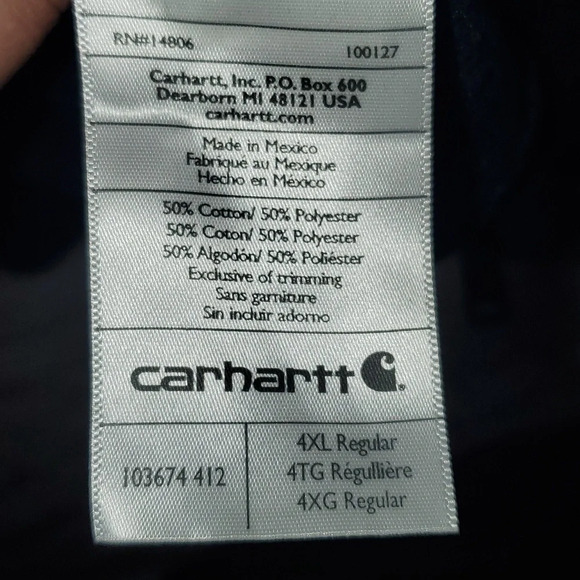 RN#14806 100127
Carhartt, Inc. P.O. Box 600
Dearborn MI 48121 USA
carhartt.com
Made in Mexico
Fabriqué au Mexique
Hecho en México
50% Cotton/ 50% Polyester
50% Coton/ 50% Polyester
50% Algodón/ 50% Poliéster
Exclusive of trimming
Sans garniture
Sin incluir adorno
carhartt
103674 412
4XL Regular
4TG Régullière
4XG Regular